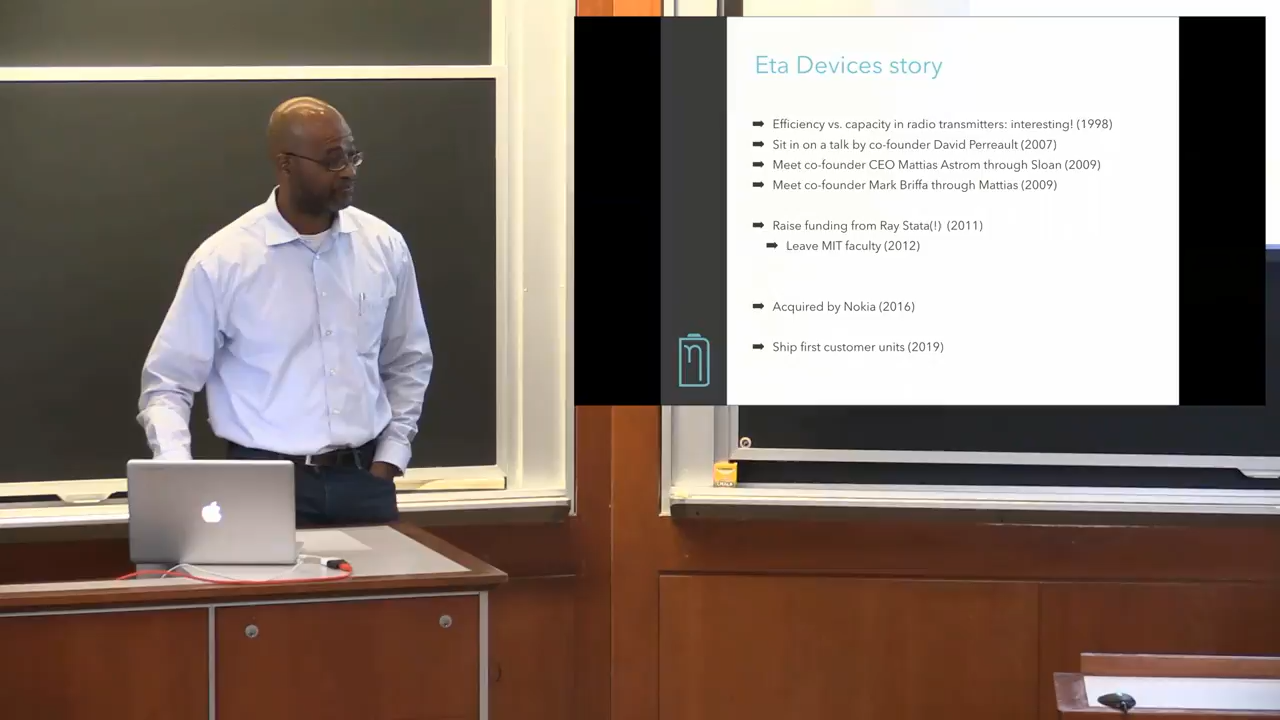 Eta Devices story
Efficiency vs. capacity in radio transmitters: interesting! (1998)
Sit in on a talk by co-founder David Perreault (2007)
Meet co-founder CEO Mattias Astrom through Sloan (2009)
Meet co-founder Mark Briffa through Mattias (2009)
Raise funding from Ray Stata(!) (2011)
Leave MIT faculty (2012)
Acquired by Nokia (2016)
Ship first customer units (2019)
η
CHALK